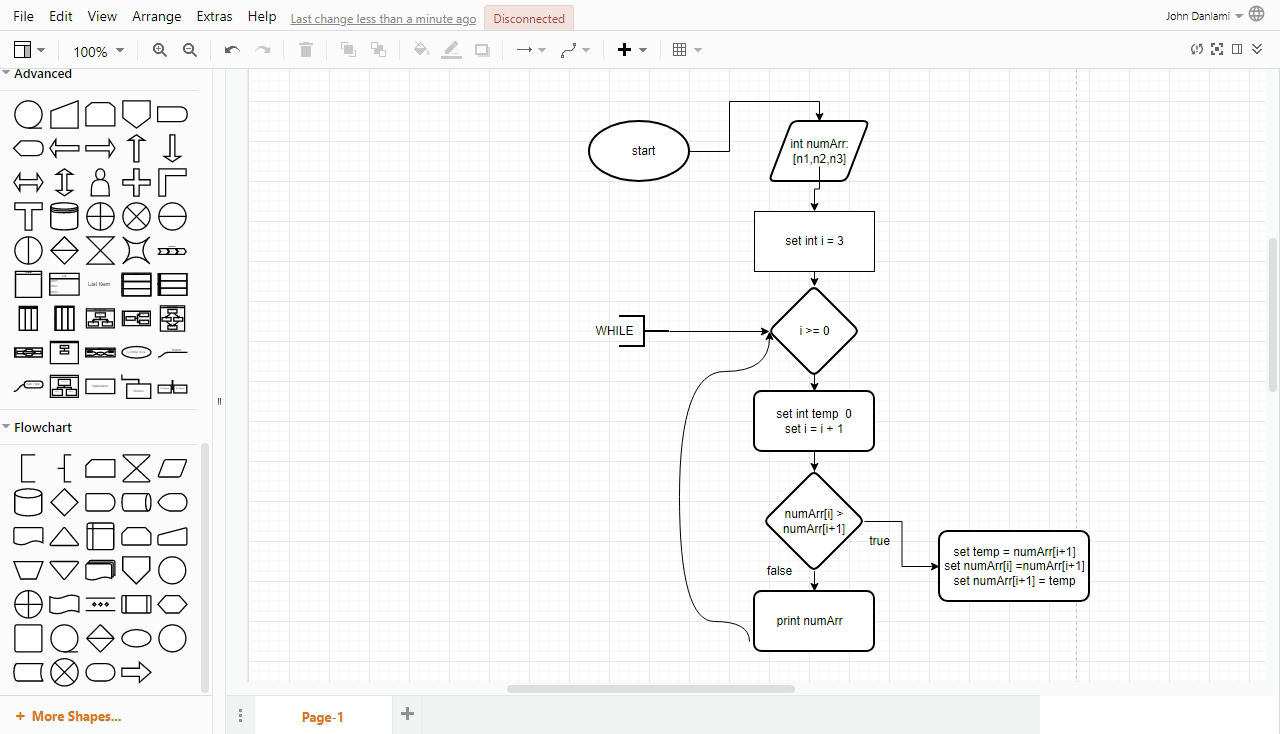 File Edit View Arrange Extras Help Last change less than a minute ago Disconnected John Danlami
100%
Advanced
List Item
Flowchart
start
int numArr:
[n1,n2,n3]
set int i = 3
WHILE
i >= 0
set int temp 0
set i = i + 1
numArr[i] >
numArr[i+1]
true
set temp = numArr[i+1]
set numArr[i] =numArr[i+1]
set numArr[i+1] = temp
false
print numArr
+ More Shapes...
Page-1